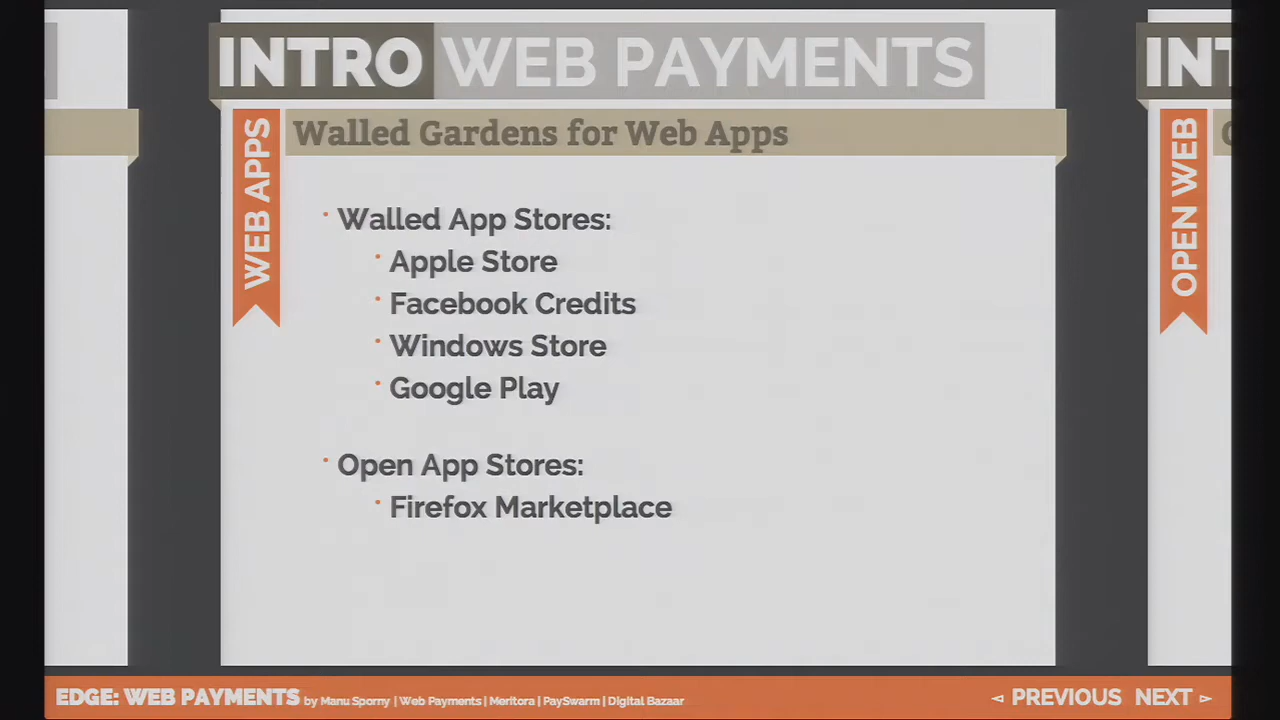 INTRO WEB PAYMENTS
INT
WEB APPS
Walled Gardens for Web Apps
OPEN WEB
Walled App Stores:
Apple Store
Facebook Credits
Windows Store
Google Play
Open App Stores:
Firefox Marketplace
EDGE: WEB PAYMENTS by Manu Sporny | Web Payments | Meritora | PaySwarm | Digital Bazaar
◅ PREVIOUS NEXT ▻